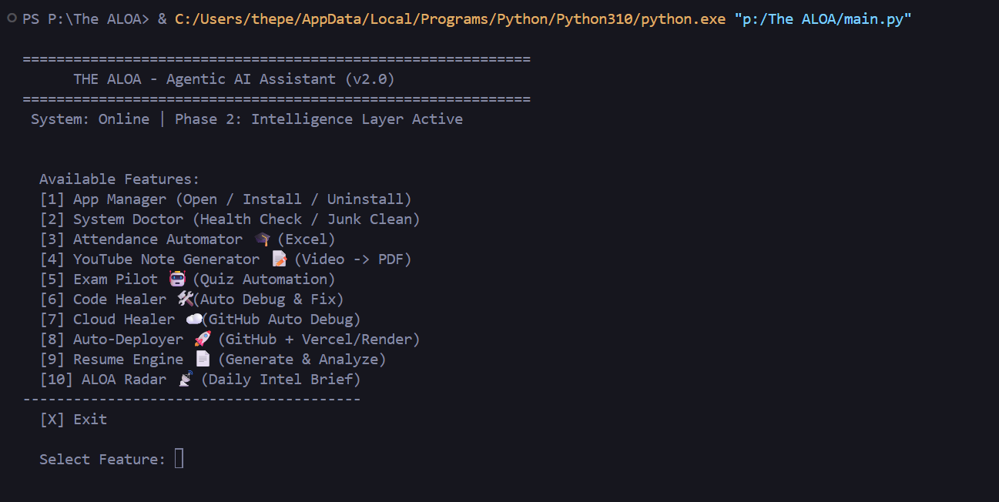 PS P:\The ALOA> & C:/Users/thepe/AppData/Local/Programs/Python/Python310/python.exe "p:/The ALOA/main.py"
============================================================
THE ALOA - Agentic AI Assistant (v2.0)
============================================================
System: Online | Phase 2: Intelligence Layer Active
Available Features:
[1] App Manager (Open / Install / Uninstall)
[2] System Doctor (Health Check / Junk Clean)
[3] Attendance Automator 🎓 (Excel)
[4] YouTube Note Generator 📝 (Video -> PDF)
[5] Exam Pilot 🤖 (Quiz Automation)
[6] Code Healer 🛠️(Auto Debug & Fix)
[7] Cloud Healer ☁️(GitHub Auto Debug)
[8] Auto-Deployer 🚀 (GitHub + Vercel/Render)
[9] Resume Engine 📄 (Generate & Analyze)
[10] ALOA Radar 📡 (Daily Intel Brief)
----------------------------------------
[X] Exit
Select Feature: